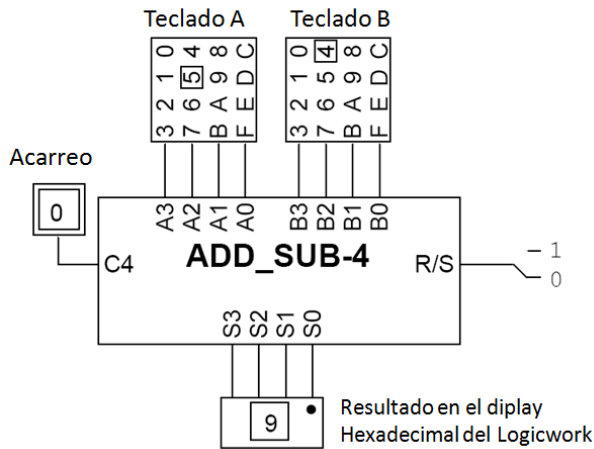 Teclado A
Teclado B
0 4 8 C
1 5 9 D
2 6 A E
3 7 B F
0 4 8 C
1 5 9 D
2 6 A E
3 7 B F
Acarreo
0
A3 A2 A1 A0
B3 B2 B1 B0
C4
ADD_SUB-4
R/S
1
0
S3 S2 S1 S0
9
Resultado en el diplay
Hexadecimal del Logicwork